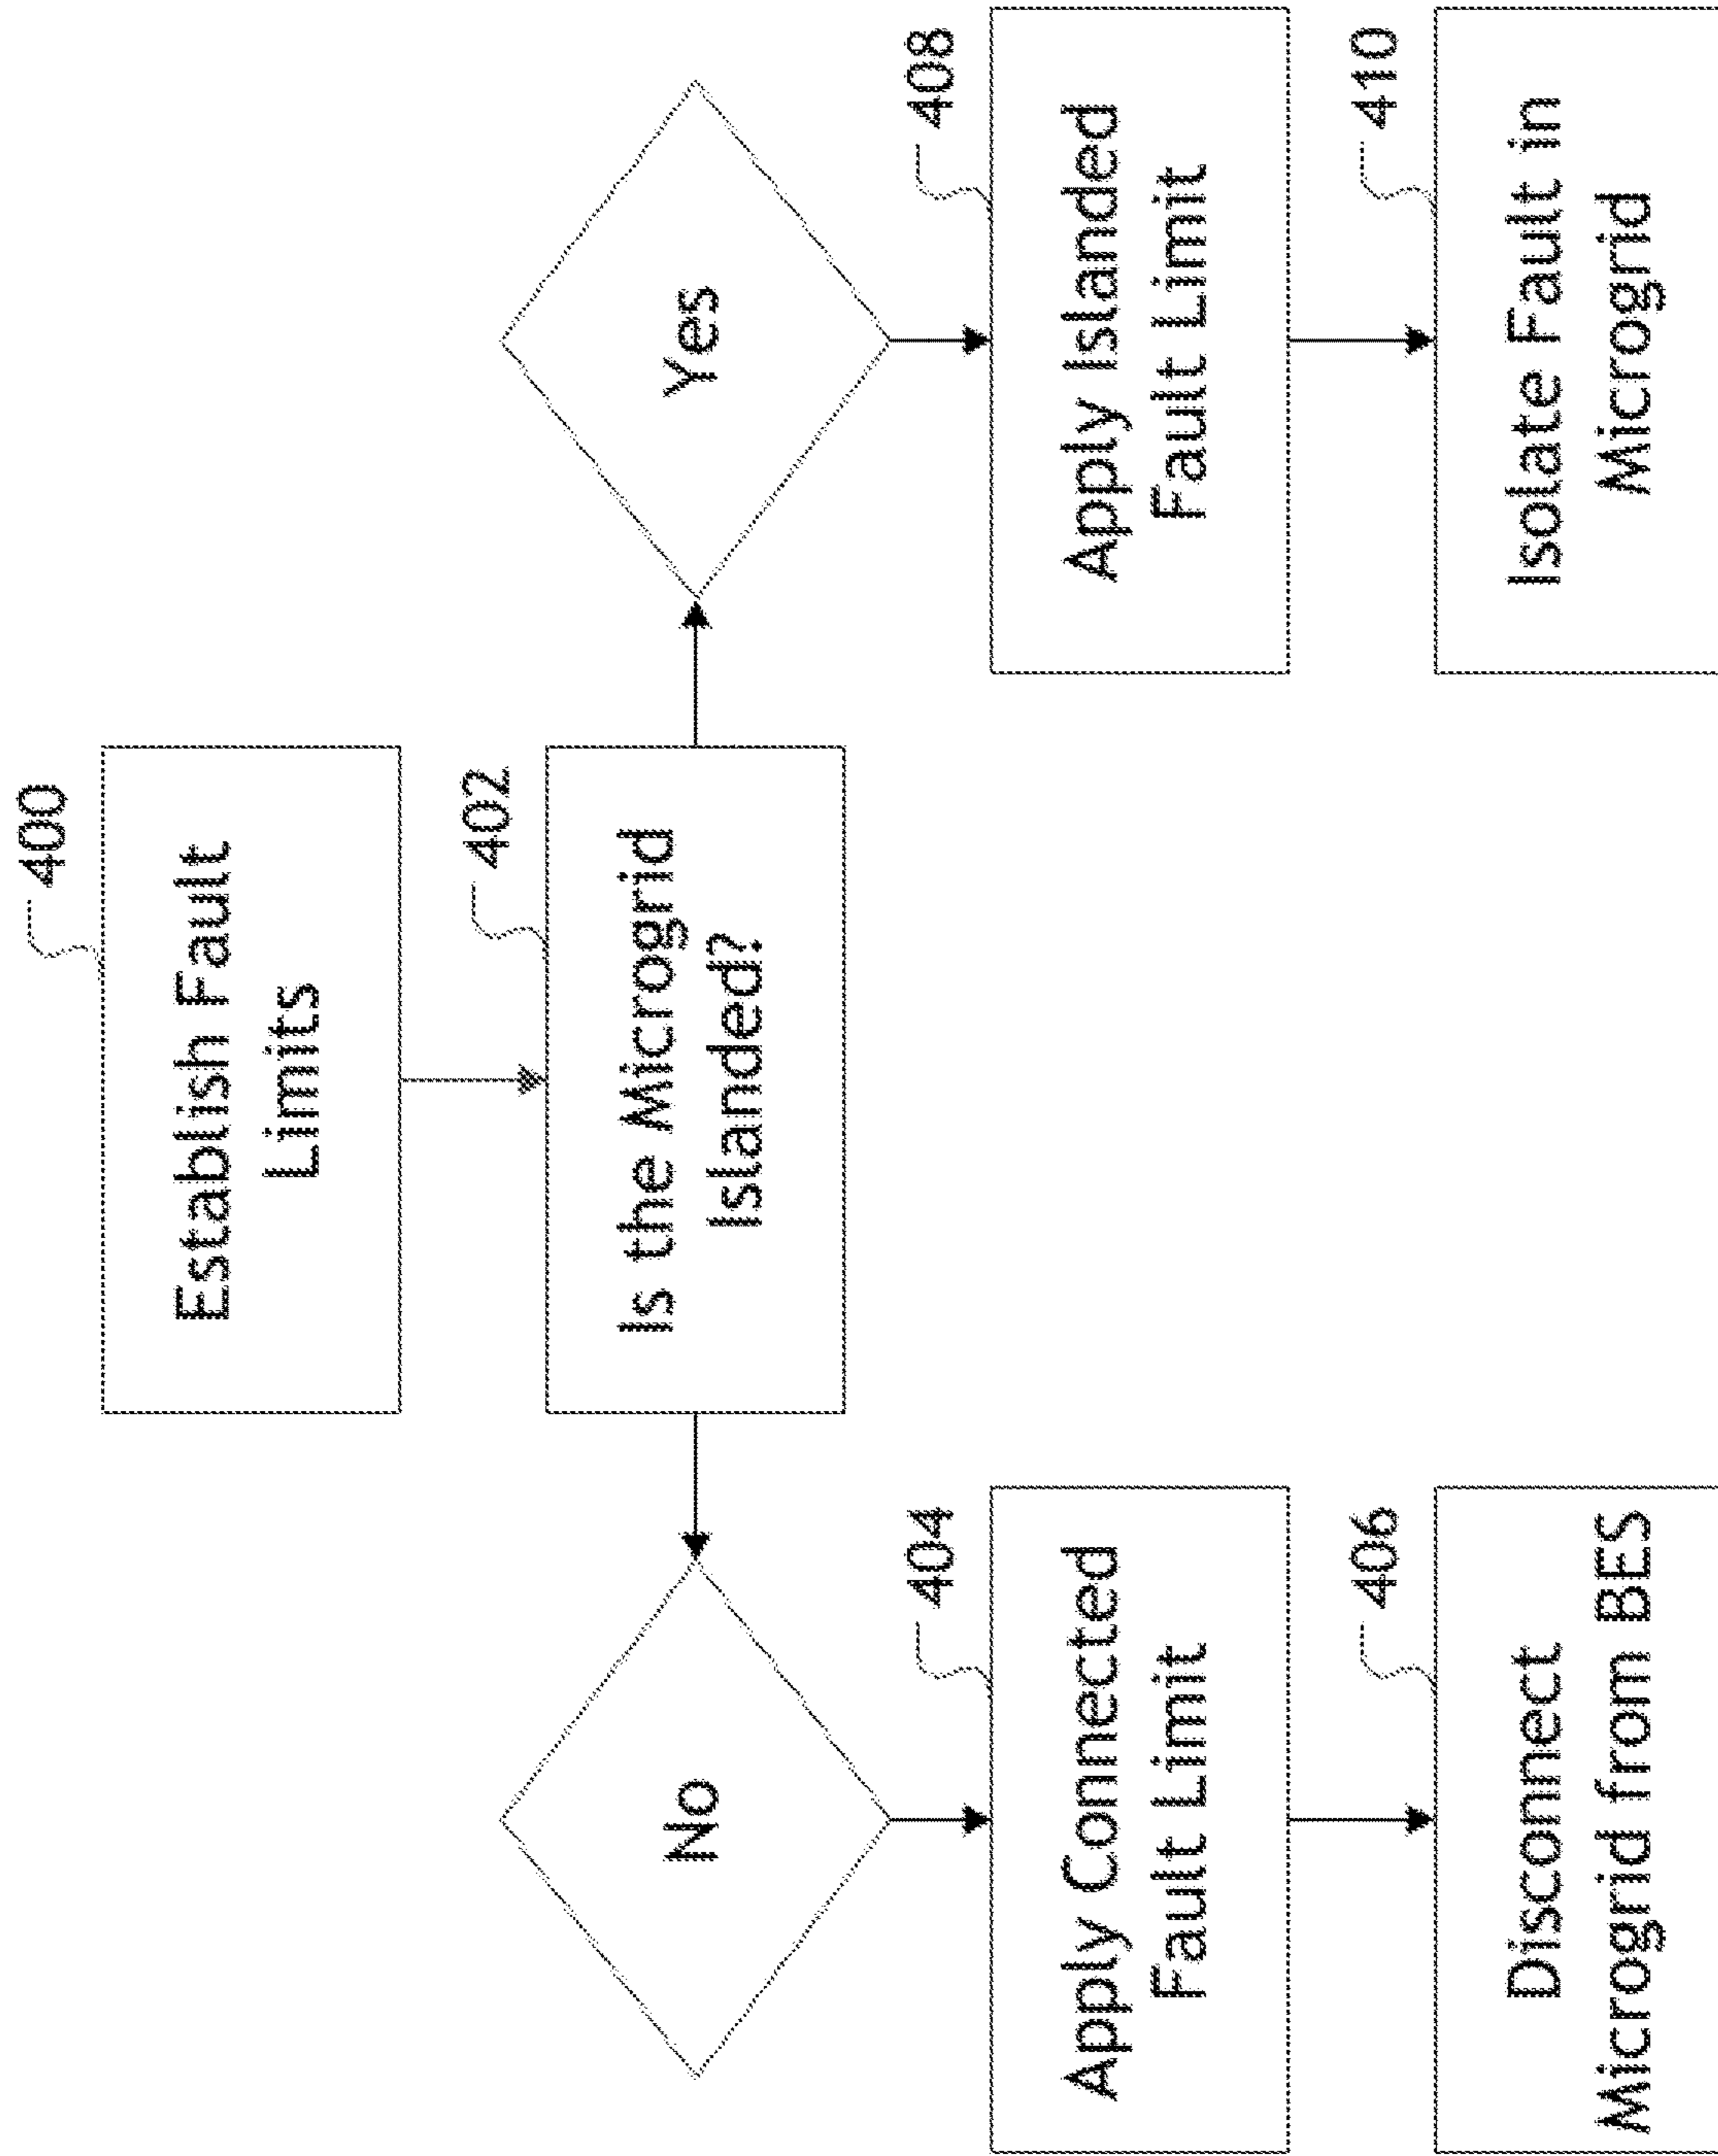 400
Establish Fault
Limits
402
Is the Microgrid
Islanded?
No
Yes
404
Apply Connected
Fault Limit
406
Disconnect
Microgrid from BES
408
Apply Islanded
Fault Limit
410
Isolate Fault in
Microgrid